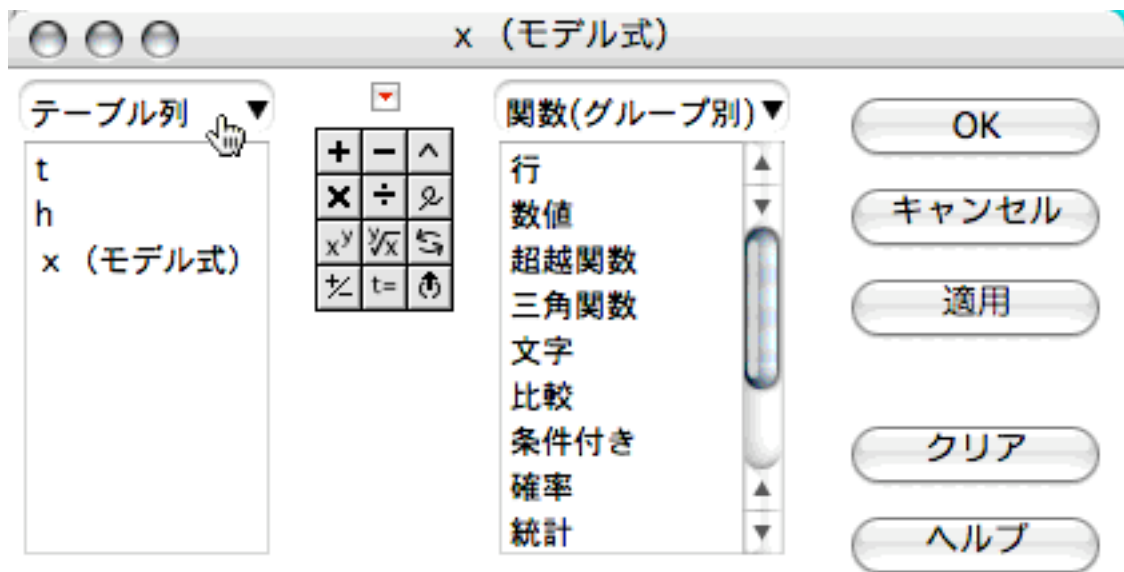 x （モデル式）
テーブル列 ▼
t
h
x （モデル式）
+ − ^
× ÷
xʸ ʸ√x
+/− t=
関数(グループ別)▼
行
数値
超越関数
三角関数
文字
比較
条件付き
確率
統計
OK
キャンセル
適用
クリア
ヘルプ